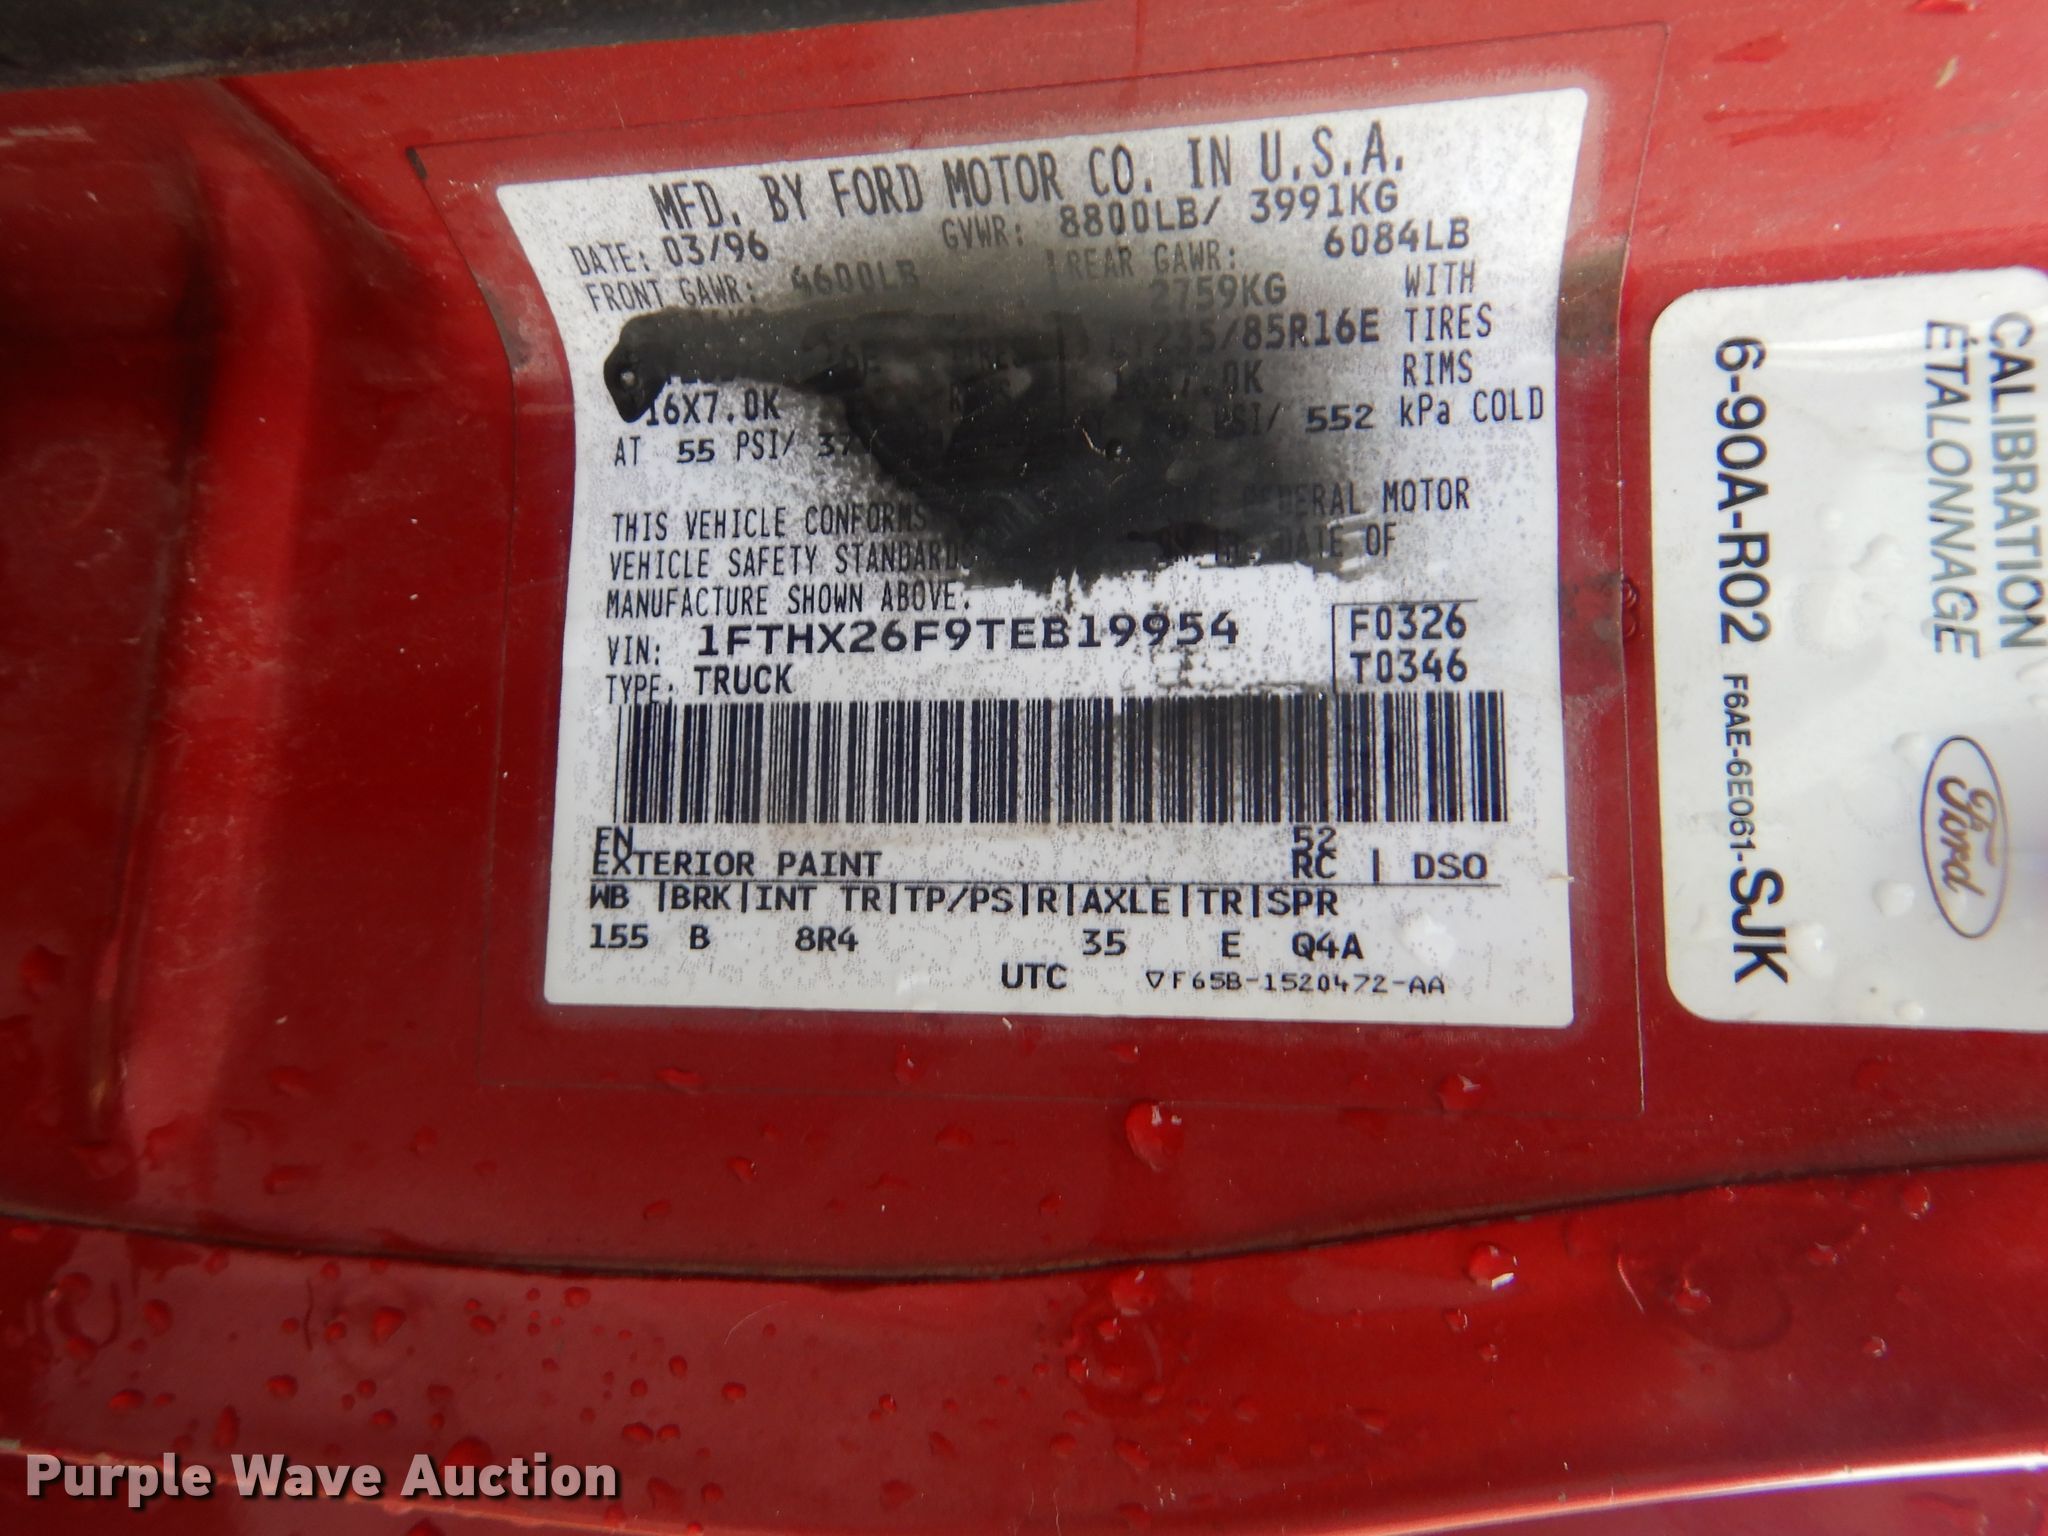 MFD. BY FORD MOTOR CO. IN U.S.A.
DATE: 03/96 GVWR: 8800LB/ 3991KG
FRONT GAWR: 4600LB REAR GAWR: 6084LB
2759KG WITH
/85R16E TIRES
16X7.0K RIMS
AT 55 PSI/ PSI/ 552 kPa COLD
THIS VEHICLE CONFORMS FEDERAL MOTOR
VEHICLE SAFETY STANDARDS DATE OF
MANUFACTURE SHOWN ABOVE.
VIN: 1FTHX26F9TEB19954 F0326
TYPE: TRUCK T0346
EN 52
EXTERIOR PAINT RC | DSO
WB |BRK|INT TR|TP/PS|R|AXLE|TR|SPR
155 B 8R4 35 E Q4A
UTC ▽F65B-1520472-AA
CALIBRATION
ÉTALONNAGE
6-90A-R02
F6AE-6E061-SJK
Ford
Purple Wave Auction